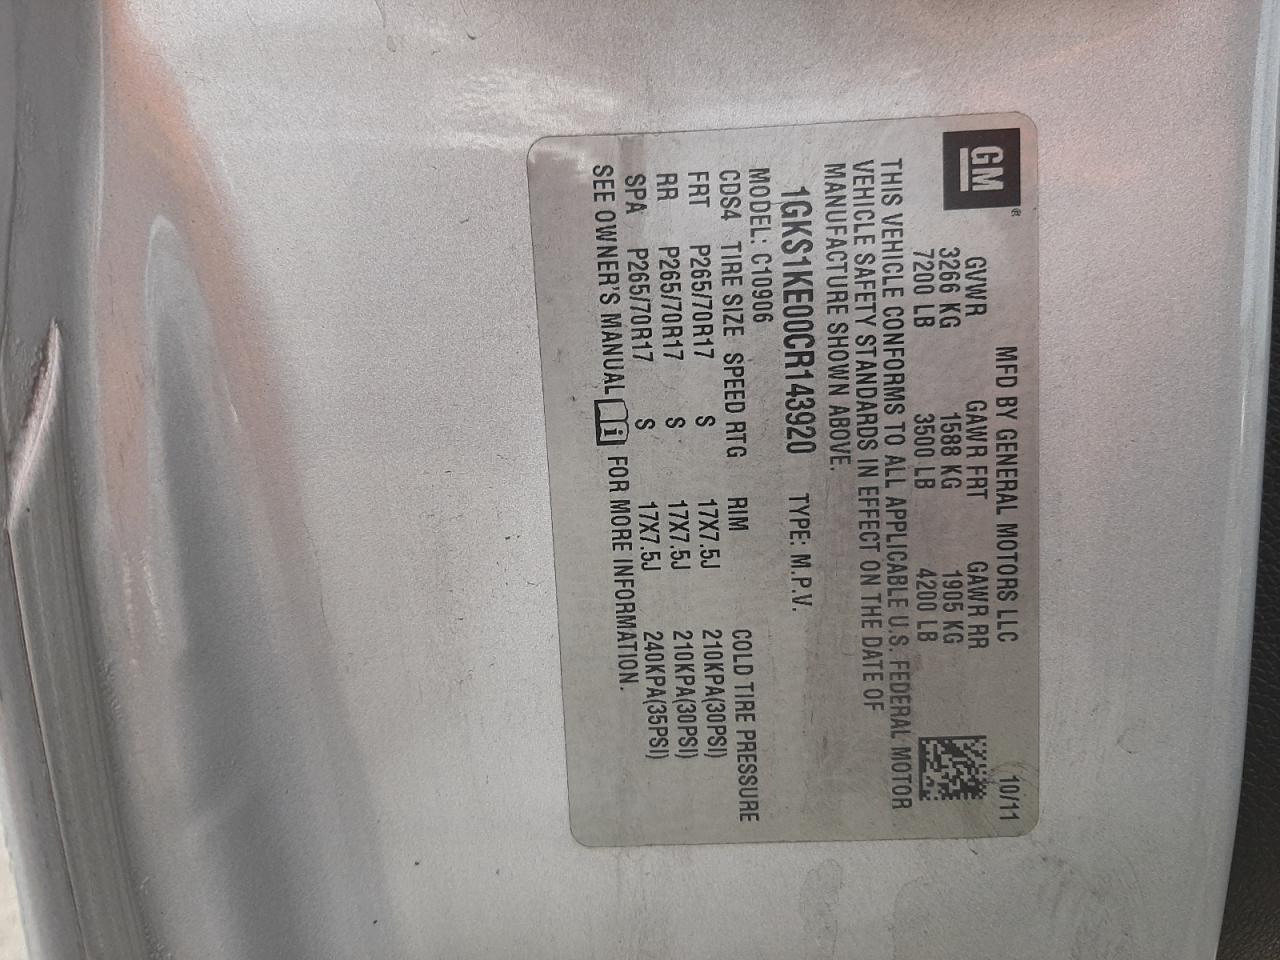 GM®
MFD BY GENERAL MOTORS LLC 10/11
GVWR GAWR FRT GAWR RR
3266 KG 1588 KG 1905 KG
7200 LB 3500 LB 4200 LB
THIS VEHICLE CONFORMS TO ALL APPLICABLE U.S. FEDERAL MOTOR
VEHICLE SAFETY STANDARDS IN EFFECT ON THE DATE OF
MANUFACTURE SHOWN ABOVE.
1GKS1KE00CR143920 TYPE: M.P.V.
MODEL: C10906
CDS4 TIRE SIZE SPEED RTG RIM COLD TIRE PRESSURE
FRT P265/70R17 S 17X7.5J 210KPA(30PSI)
RR P265/70R17 S 17X7.5J 210KPA(30PSI)
SPA P265/70R17 S 17X7.5J 240KPA(35PSI)
SEE OWNER'S MANUAL i FOR MORE INFORMATION.